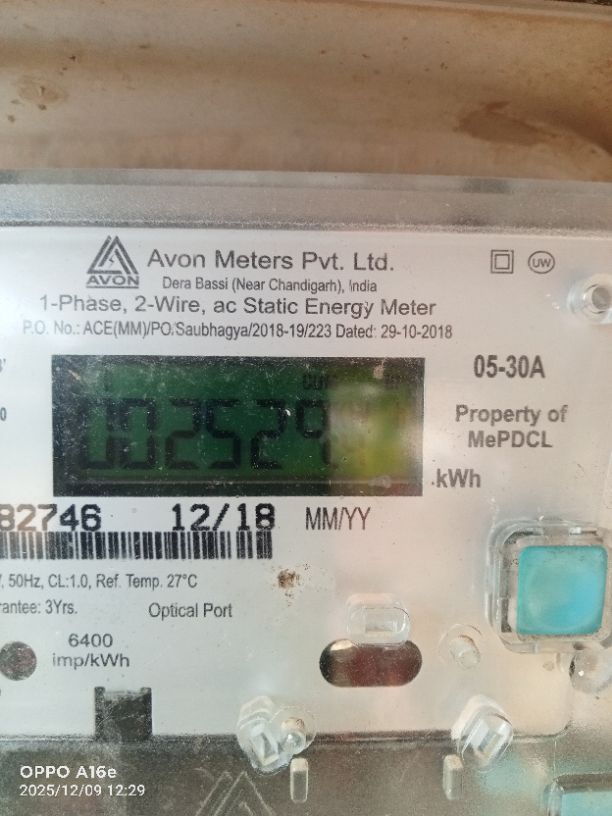 AVON
Avon Meters Pvt. Ltd.
Dera Bassi (Near Chandigarh), India
UW
1-Phase, 2-Wire, ac Static Energy Meter
P.O. No.: ACE(MM)/PO/Saubhagya/2018-19/223 Dated: 29-10-2018
05-30A
002529
Property of
MePDCL
kWh
82746 12/18 MM/YY
50Hz, CL:1.0, Ref. Temp. 27°C
3Yrs. Optical Port
6400
imp/kWh
OPPO A16e
2025/12/09 12:29